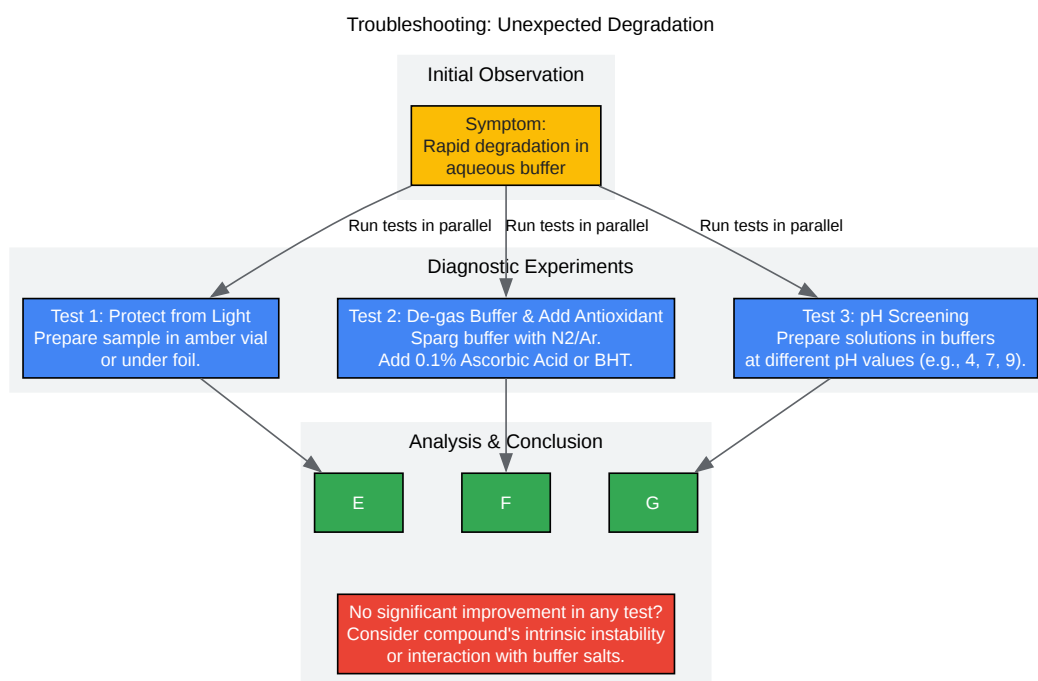 Troubleshooting: Unexpected Degradation
Initial Observation
Symptom:
Rapid degradation in
aqueous buffer
Run tests in parallel
Run tests in parallel
Run tests in parallel
Diagnostic Experiments
Test 1: Protect from Light
Prepare sample in amber vial
or under foil.
Test 2: De-gas Buffer & Add Antioxidant
Sparg buffer with N2/Ar.
Add 0.1% Ascorbic Acid or BHT.
Test 3: pH Screening
Prepare solutions in buffers
at different pH values (e.g., 4, 7, 9).
Analysis & Conclusion
E
F
G
No significant improvement in any test?
Consider compound's intrinsic instability
or interaction with buffer salts.